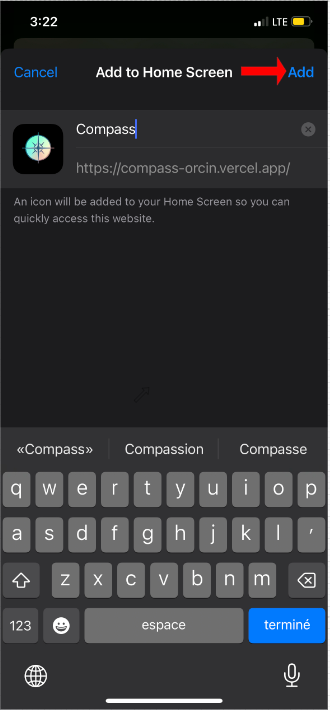 3:22
LTE
Cancel
Add to Home Screen
Add
Compass
https://compass-orcin.vercel.app/
An icon will be added to your Home Screen so you can
quickly access this website.
«Compass» Compassion Compasse
q w e r t y u i o p
a s d f g h j k l ′
z x c v b n m
123 espace terminé